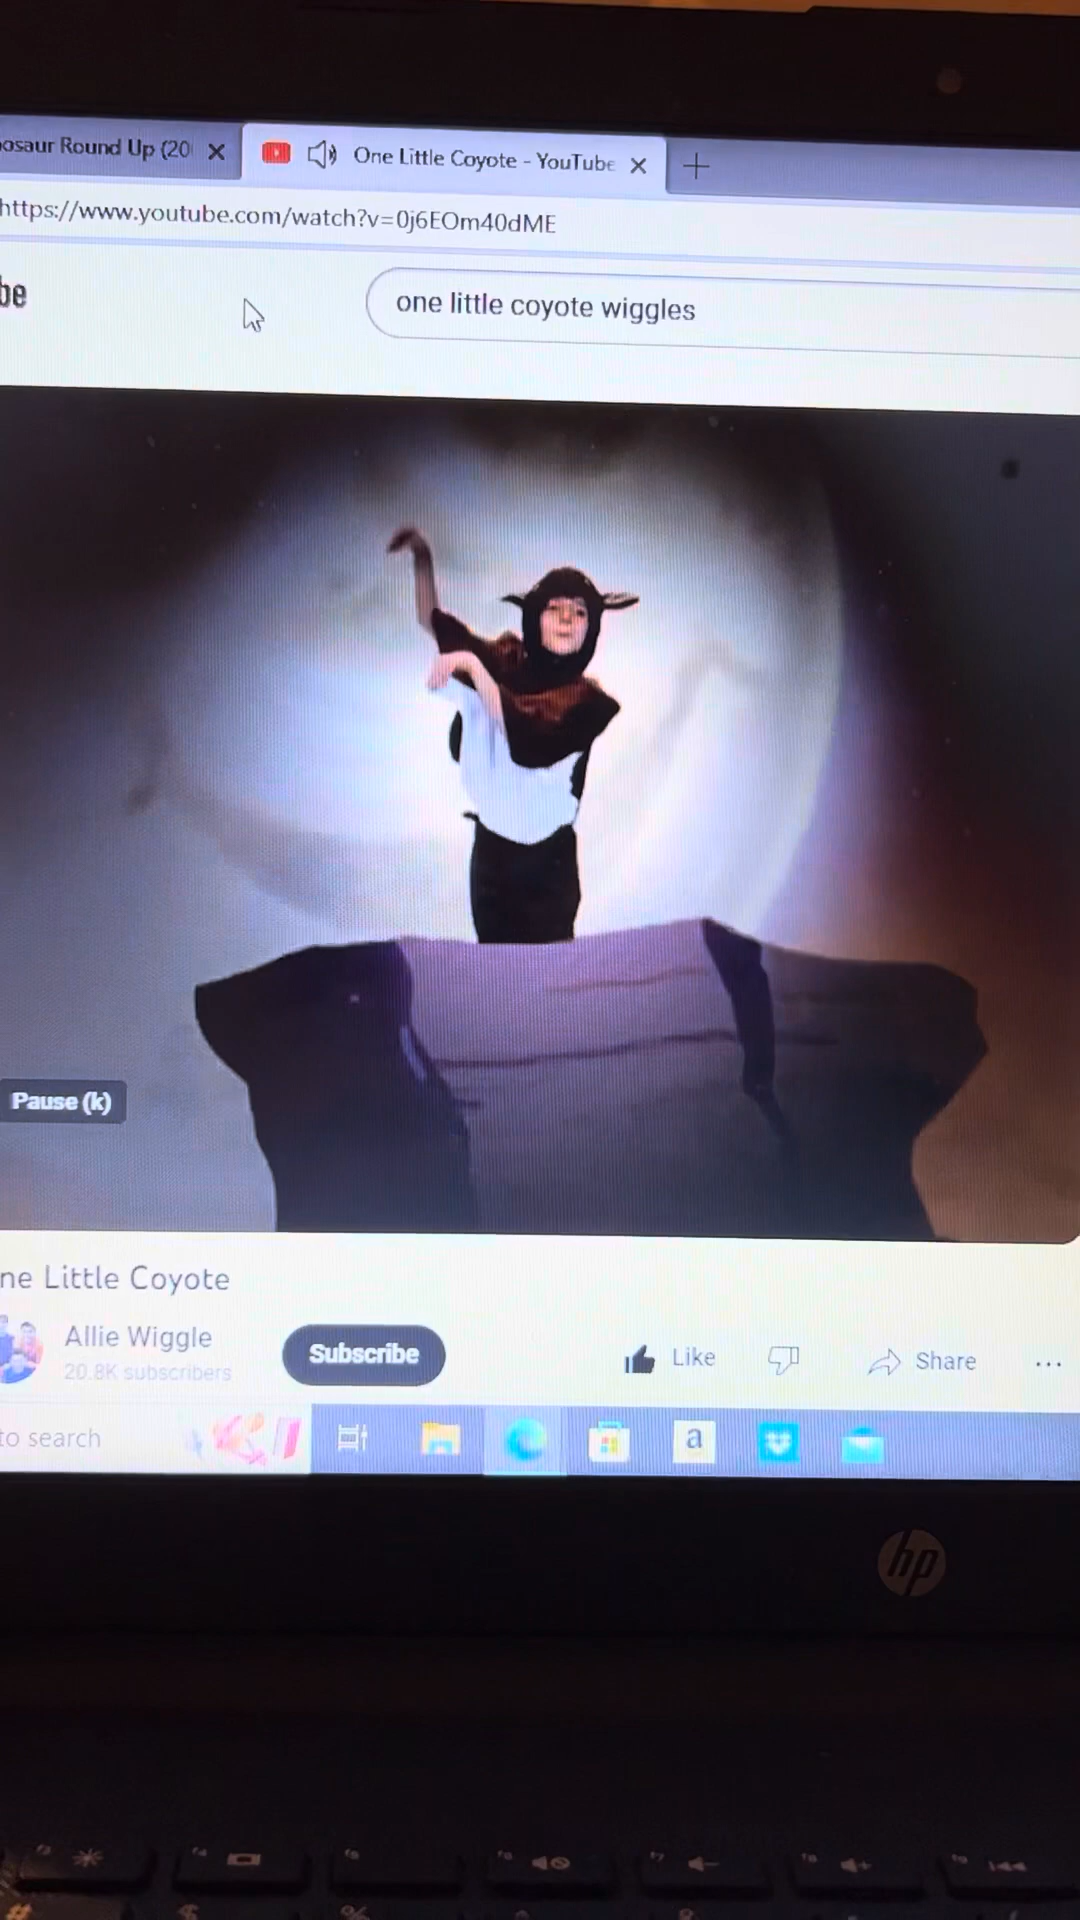 osaur Round Up (20
One Little Coyote - YouTube
https://www.youtube.com/watch?v=0j6EOm40dME
be
one little coyote wiggles
Pause (k)
ne Little Coyote
Allie Wiggle
20.8K subscribers
Subscribe
Like
Share
to search
a
hp